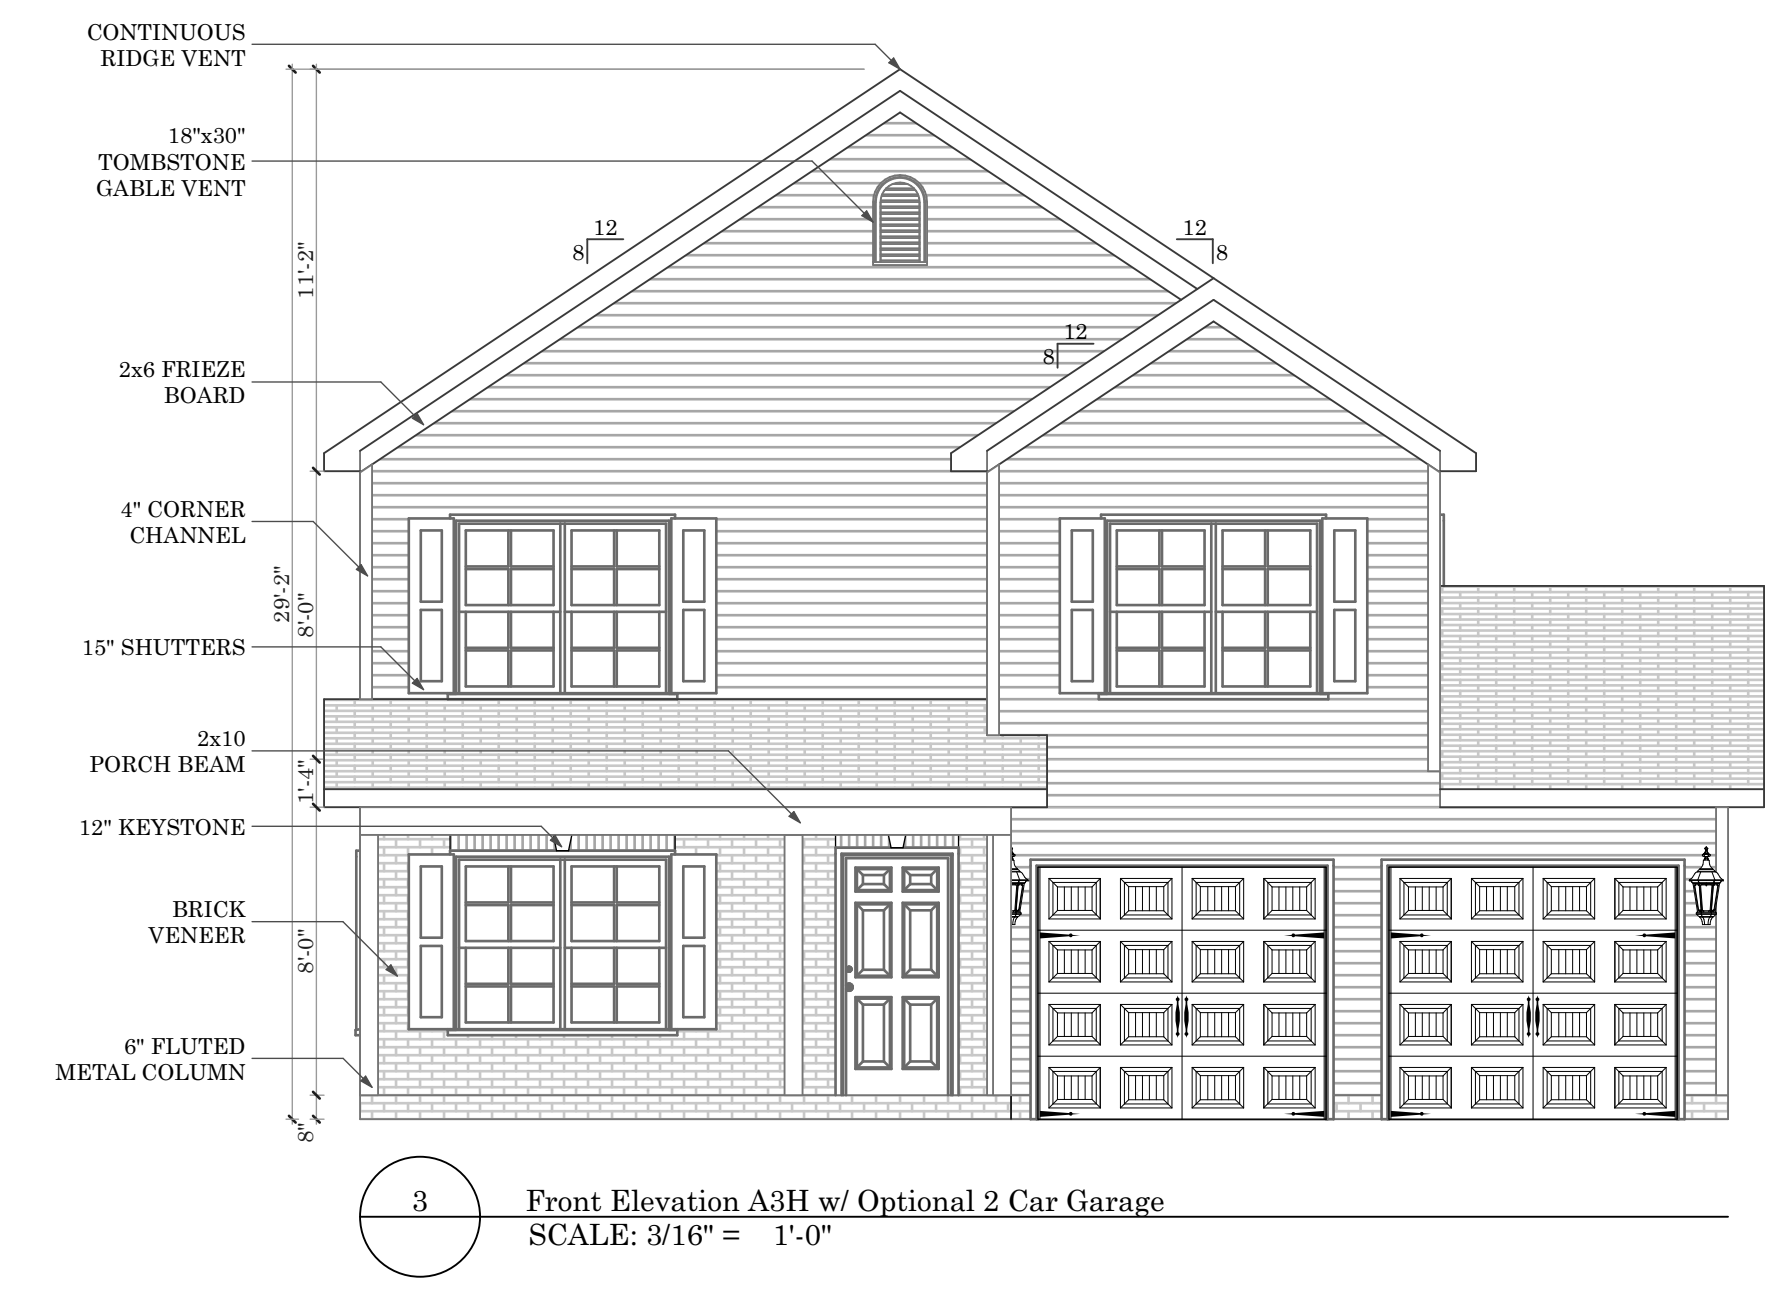 CONTINUOUS
RIDGE VENT
18"x30"
TOMBSTONE
GABLE VENT
12
8
12
8
11'-2"
12
8
2x6 FRIEZE
BOARD
4" CORNER
CHANNEL
29'-2"
8'-0"
15" SHUTTERS
2x10
PORCH BEAM
1'-4"
12" KEYSTONE
BRICK
VENEER
8'-0"
6" FLUTED
METAL COLUMN
8"
3
Front Elevation A3H w/ Optional 2 Car Garage
SCALE: 3/16" = 1'-0"